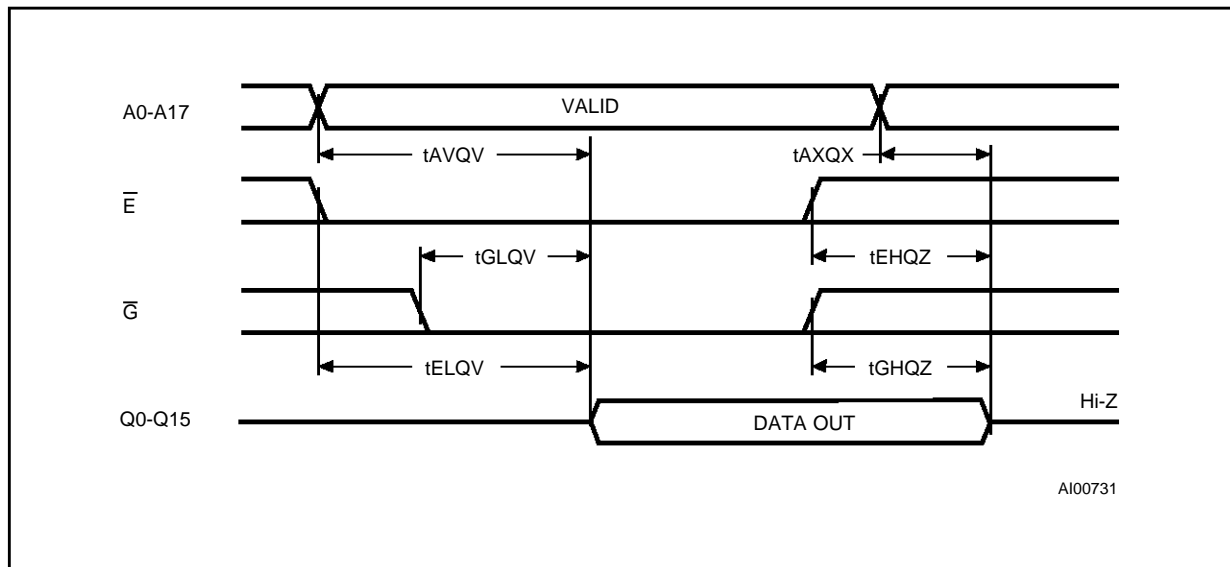 A0-A17
VALID
tAVQV
tAXQX
E
tGLQV
tEHQZ
G
tELQV
tGHQZ
Q0-Q15
DATA OUT
Hi-Z
AI00731